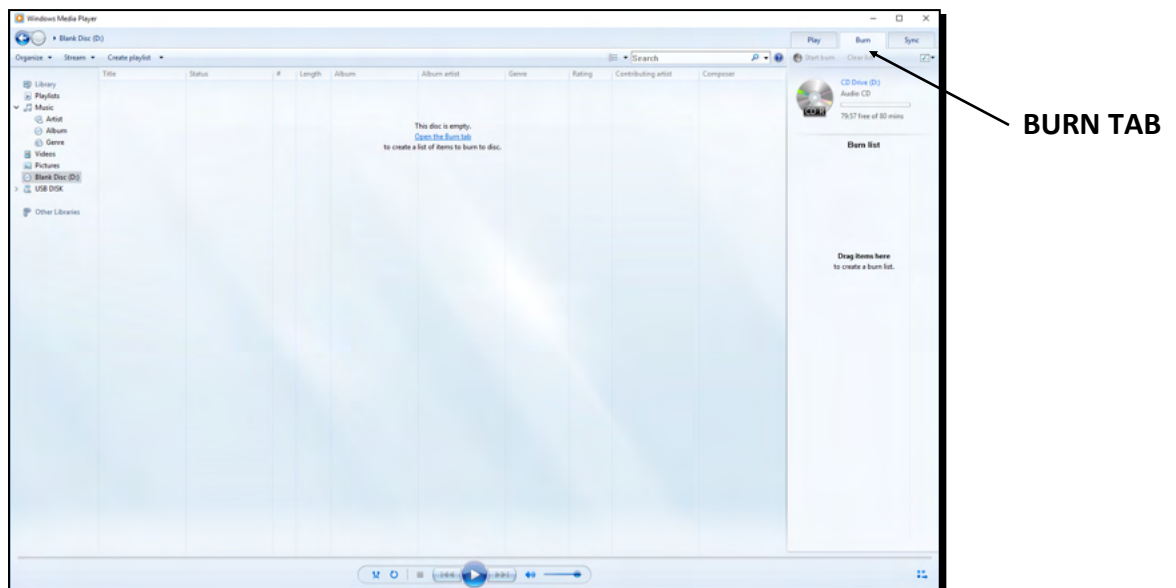 Windows Media Player
Blank Disc (D:)
Play Burn Sync
Organize Stream Create playlist Search Start burn Clear list
Title Status # Length Album Album artist Genre Rating Contributing artist Composer
Library
Playlists
Music
Artist
Album
Genre
Videos
Pictures
Blank Disc (D:)
USB DISK
Other Libraries
This disc is empty.
Open the Burn tab
to create a list of items to burn to disc.
CD Drive (D:)
Audio CD
CD-R
79:57 free of 80 mins
Burn list
Drag items here
to create a burn list.
BURN TAB